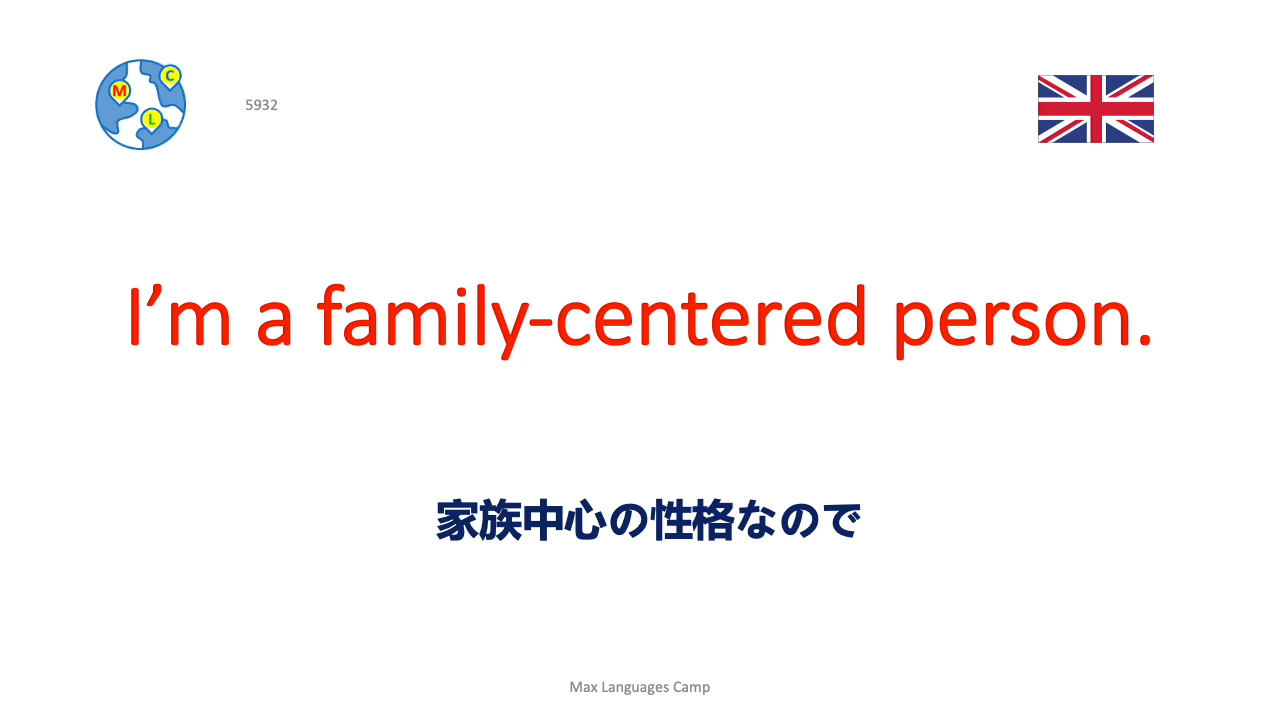 M
C
L
5932
I’m a family-centered person.
家族中心の性格なので
Max Languages Camp